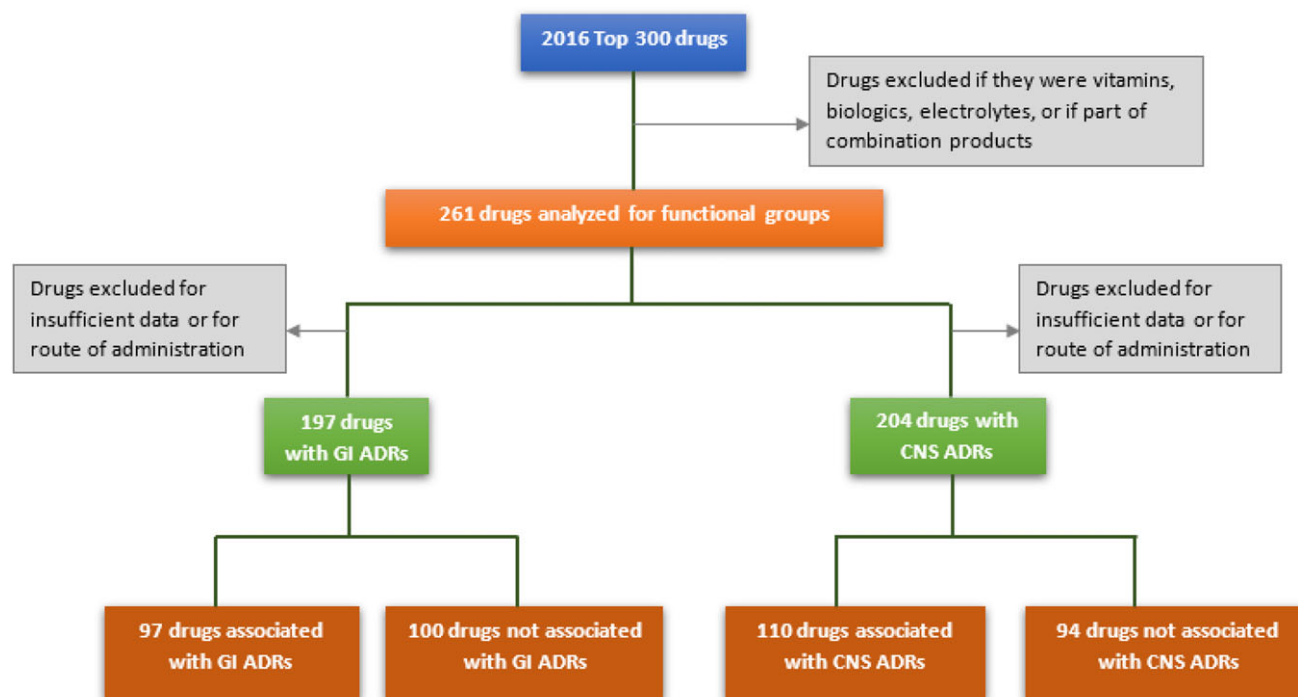 2016 Top 300 drugs
Drugs excluded if they were vitamins,
biologics, electrolytes, or if part of
combination products
261 drugs analyzed for functional groups
Drugs excluded for
insufficient data or for
route of administration
Drugs excluded for
insufficient data or for
route of administration
197 drugs
with GI ADRs
204 drugs with
CNS ADRs
97 drugs associated
with GI ADRs
100 drugs not associated
with GI ADRs
110 drugs associated
with CNS ADRs
94 drugs not associated
with CNS ADRs